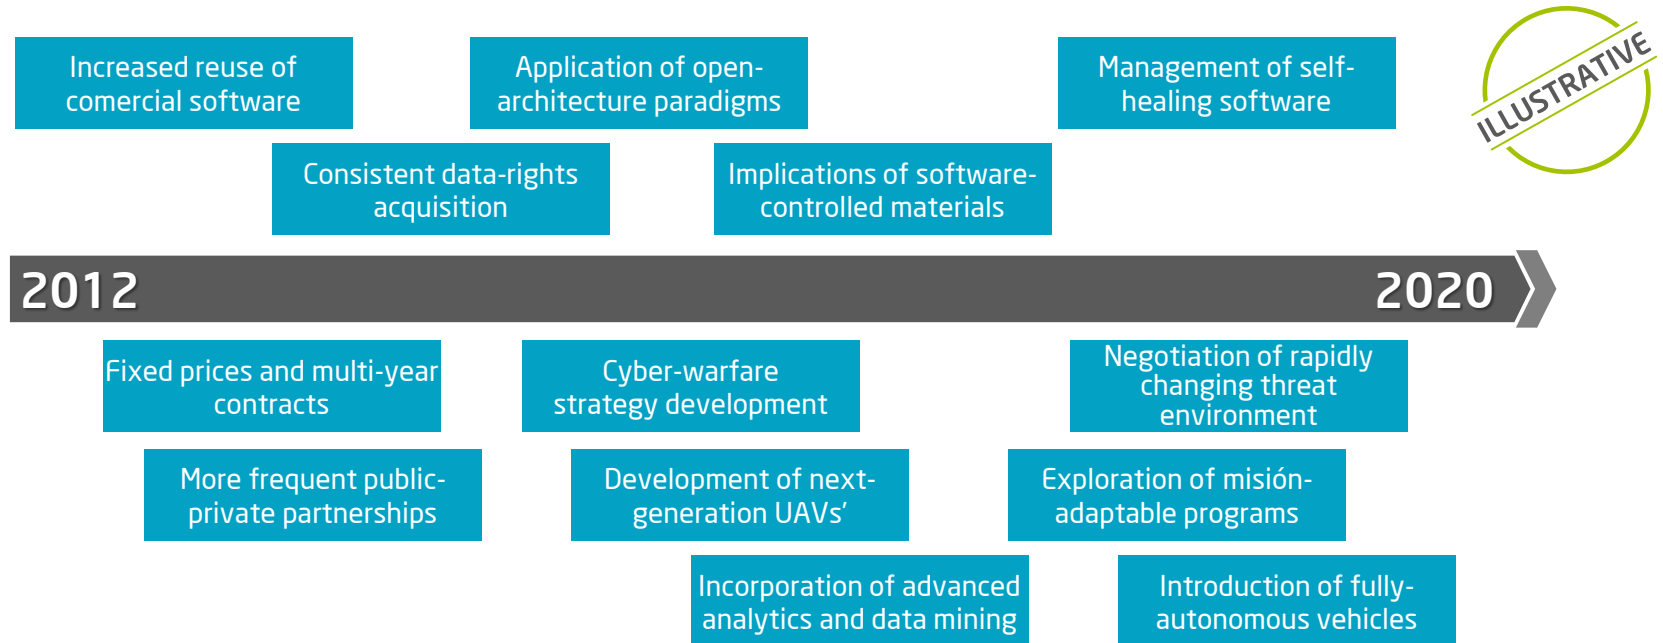 Increased reuse of
comercial software
Application of open-
architecture paradigms
Management of self-
healing software
ILLUSTRATIVE
Consistent data-rights
acquisition
Implications of software-
controlled materials
2012
2020
Fixed prices and multi-year
contracts
Cyber-warfare
strategy development
Negotiation of rapidly
changing threat
environment
More frequent public-
private partnerships
Development of next-
generation UAVs'
Exploration of misión-
adaptable programs
Incorporation of advanced
analytics and data mining
Introduction of fully-
autonomous vehicles